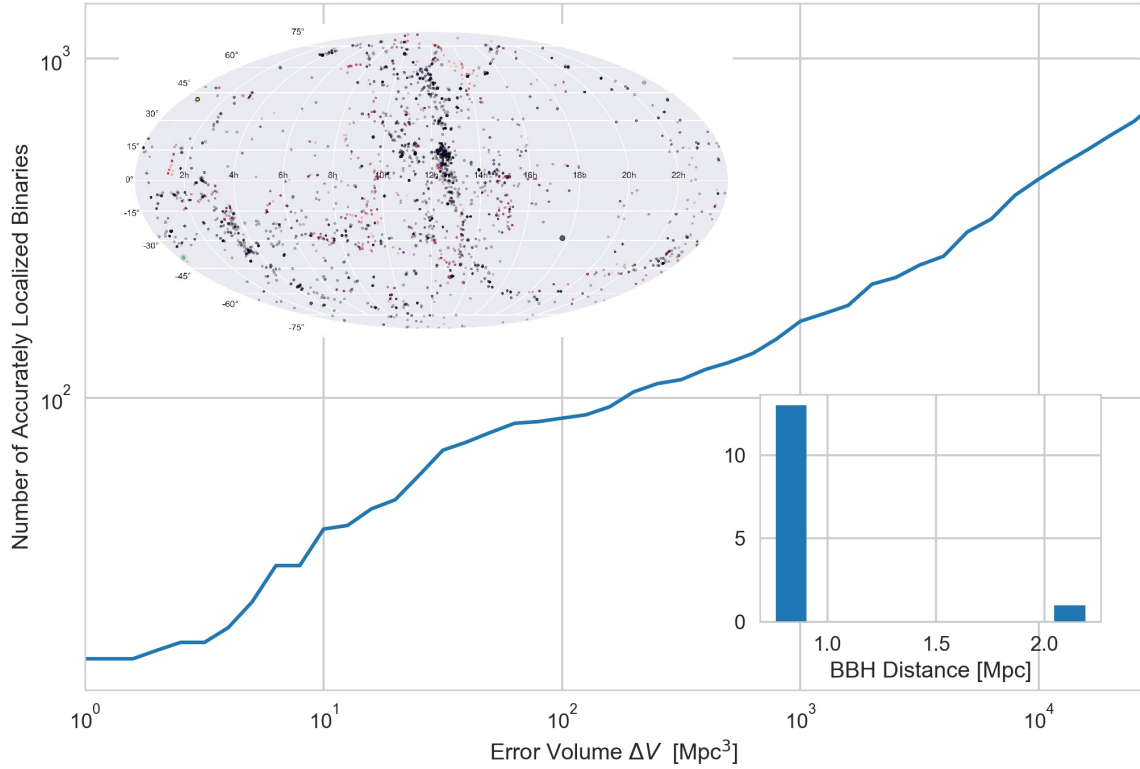 Number of Accurately Localized Binaries
10³
10²
75°
60°
45°
30°
15°
0°
-15°
-30°
-45°
-60°
-75°
2h 4h 6h 8h 10h 12h 14h 16h 18h 20h 22h
10
5
0
1.0 1.5 2.0
BBH Distance [Mpc]
10⁰ 10¹ 10² 10³ 10⁴
Error Volume ΔV [Mpc³]